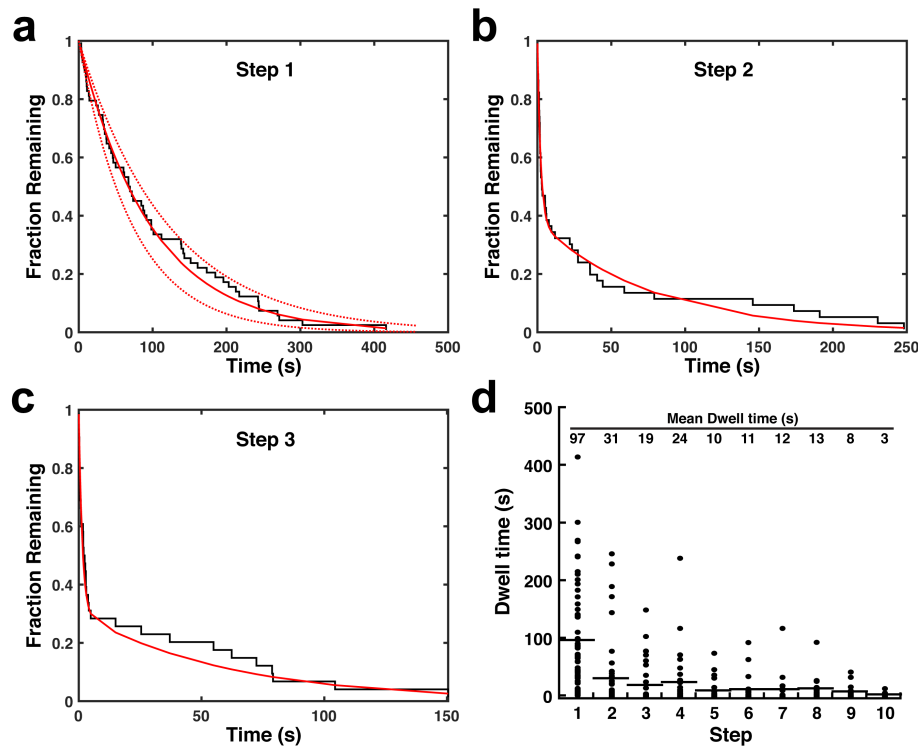 a
Step 1
Fraction Remaining
1
0.8
0.6
0.4
0.2
0
0 100 200 300 400 500
Time (s)
b
Step 2
Fraction Remaining
1
0.8
0.6
0.4
0.2
0
0 50 100 150 200 250
Time (s)
c
Step 3
Fraction Remaining
1
0.8
0.6
0.4
0.2
0
0 50 100 150
Time (s)
d
Mean Dwell time (s)
97 31 19 24 10 11 12 13 8 3
Dwell time (s)
500
400
300
200
100
0
1 2 3 4 5 6 7 8 9 10
Step